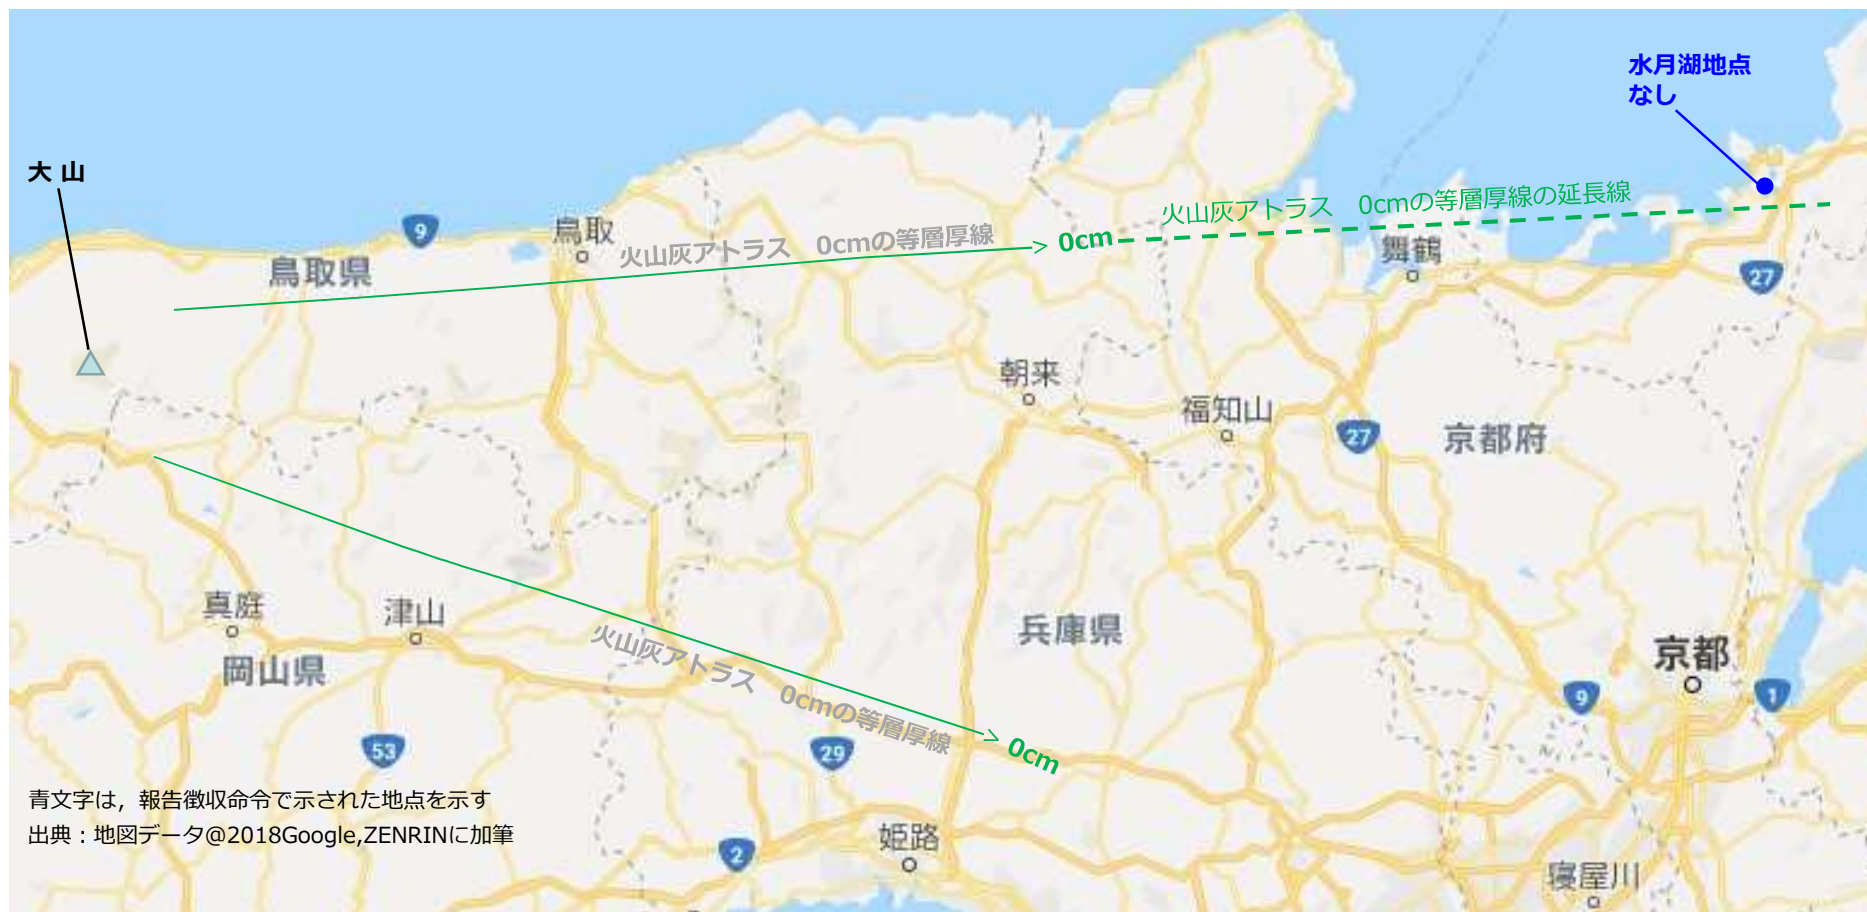 水月湖地点
なし
大 山
9
鳥取
火山灰アトラス　0cmの等層厚線
0cm
火山灰アトラス　0cmの等層厚線の延長線
鳥取県
舞鶴
27
朝来
福知山
27
京都府
真庭
津山
岡山県
火山灰アトラス　0cmの等層厚線
0cm
兵庫県
京都
9
1
53
29
青文字は，報告徴収命令で示された地点を示す
出典：地図データ@2018Google,ZENRINに加筆
2
姫路
寝屋川